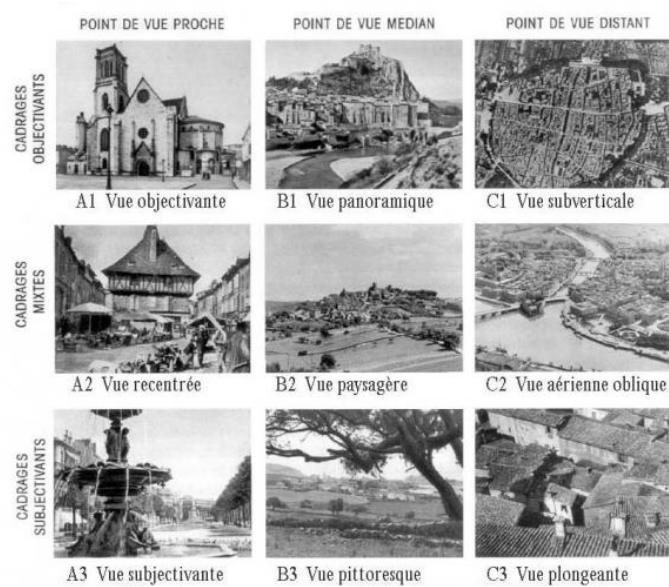 POINT DE VUE PROCHE
POINT DE VUE MEDIAN
POINT DE VUE DISTANT
CADRAGES
OBJECTIVANTS
A1 Vue objectivante
B1 Vue panoramique
C1 Vue subverticale
CADRAGES
MIXTES
A2 Vue recentrée
B2 Vue paysagère
C2 Vue aérienne oblique
CADRAGES
SUBJECTIVANTS
A3 Vue subjectivante
B3 Vue pittoresque
C3 Vue plongeante